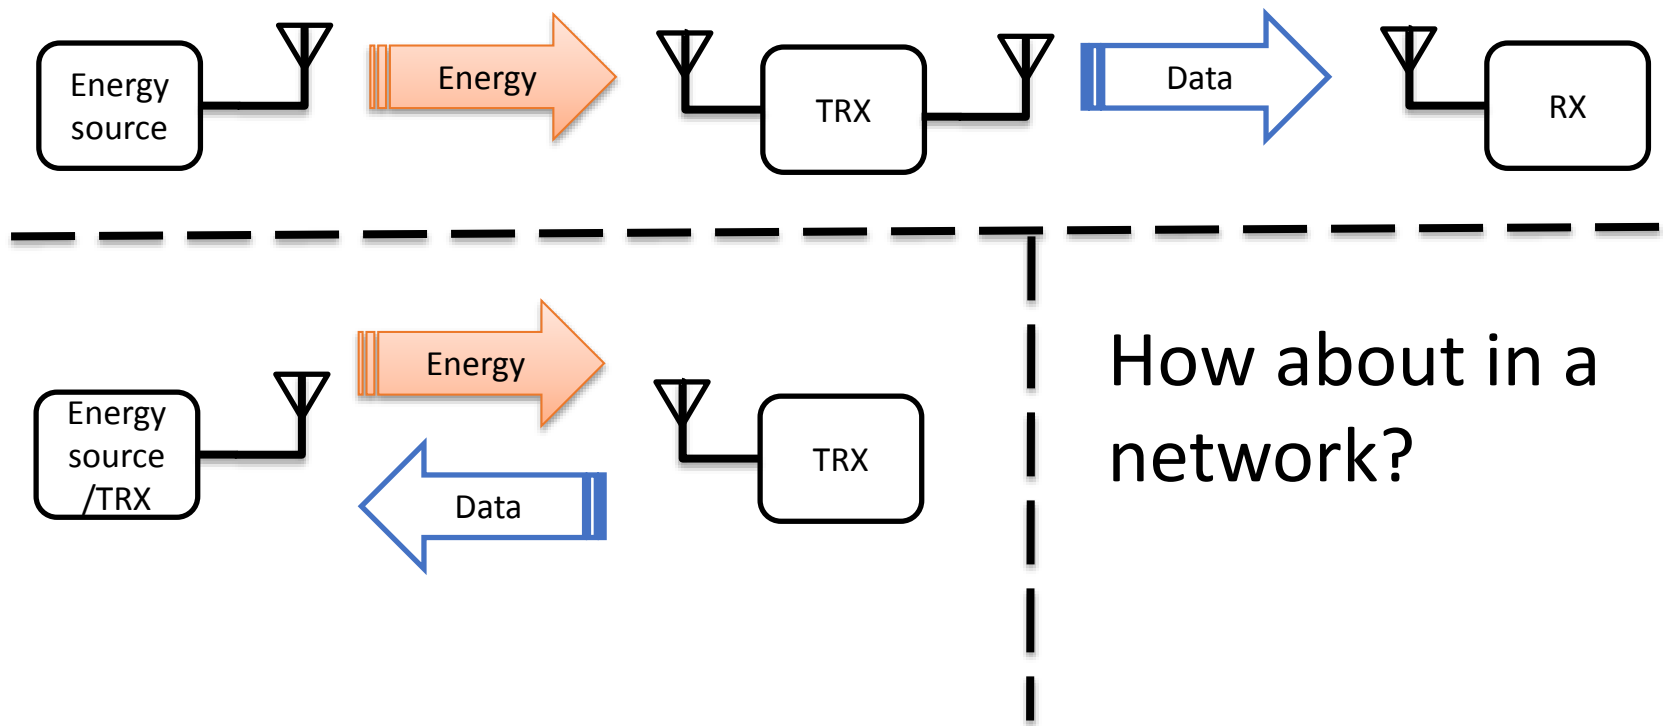 Energy
source
Energy
TRX
Data
RX
Energy
source
/TRX
Energy
Data
TRX
How about in a
network?